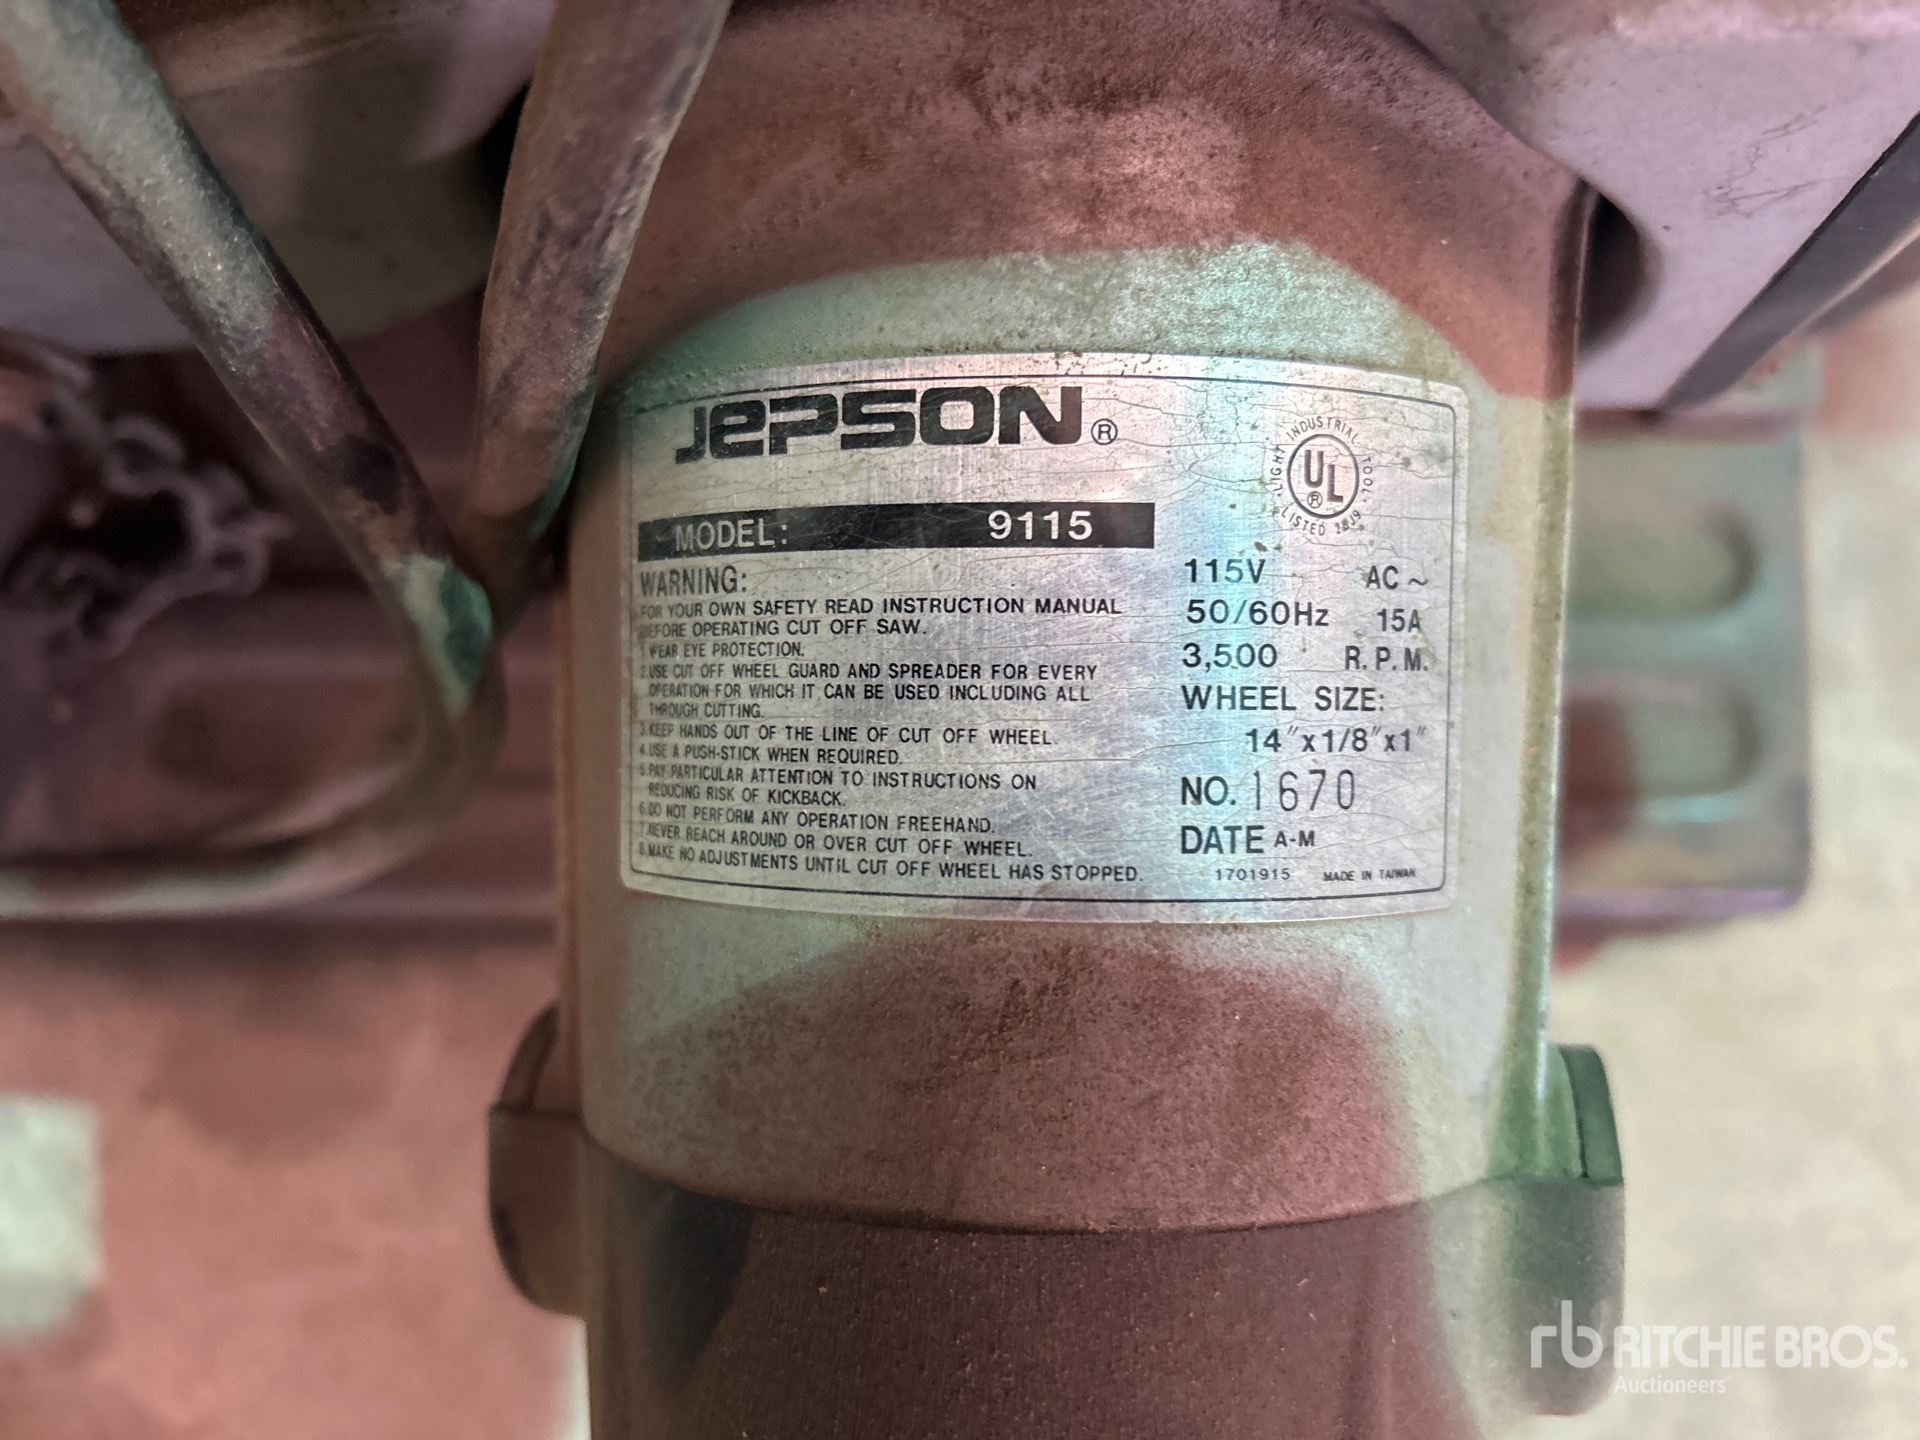 JEPSON®
MODEL: 9115
WARNING:
FOR YOUR OWN SAFETY READ INSTRUCTION MANUAL
BEFORE OPERATING CUT OFF SAW.
1.WEAR EYE PROTECTION.
2.USE CUT OFF WHEEL GUARD AND SPREADER FOR EVERY
OPERATION FOR WHICH IT CAN BE USED INCLUDING ALL
THROUGH CUTTING.
3.KEEP HANDS OUT OF THE LINE OF CUT OFF WHEEL.
4.USE A PUSH-STICK WHEN REQUIRED.
5.PAY PARTICULAR ATTENTION TO INSTRUCTIONS ON
REDUCING RISK OF KICKBACK.
6.DO NOT PERFORM ANY OPERATION FREEHAND.
7.NEVER REACH AROUND OR OVER CUT OFF WHEEL.
8.MAKE NO ADJUSTMENTS UNTIL CUT OFF WHEEL HAS STOPPED.
LIGHT INDUSTRIAL TOOL
UL®
LISTED 28J9
115V AC ~
50/60Hz 15A
3,500 R.P.M.
WHEEL SIZE:
14"x1/8"x1"
NO. 1670
DATE A-M
1701915 MADE IN TAIWAN
rb RITCHIE BROS.
Auctioneers